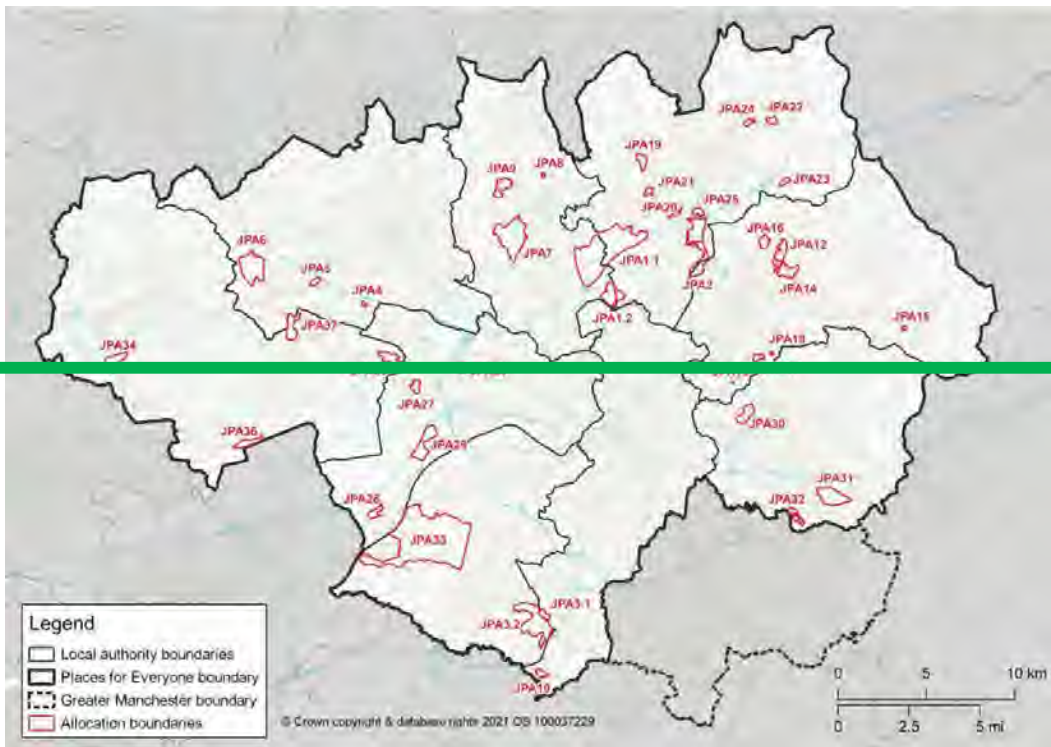 JPA24 JPA22
JPA19
JPA9 JPA8
JPA21 JPA23
JPA20 JPA25
JPA6 JPA7 JPA16 JPA12
JPA5 JPA1.1 JPA2 JPA14
JPA4
JPA37 JPA1.2 JPA15
JPA34 JPA18
JPA27
JPA36 JPA29 JPA30
JPA28 JPA31
JPA33 JPA32
JPA3.1
JPA3.2
JPA10
Legend
Local authority boundaries
Places for Everyone boundary
Greater Manchester boundary
Allocation boundaries
© Crown copyright & database rights 2021 OS 100037229
0 5 10 km
0 2.5 5 mi